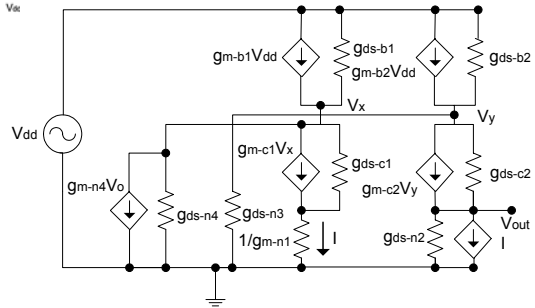 Vdd
gm-b1Vdd
gds-b1
gm-b2Vdd
gds-b2
Vx
Vy
Vdd
gm-c1Vx
gds-c1
gm-c2Vy
gds-c2
gm-n4Vo
gds-n4
gds-n3
1/gm-n1
I
gds-n2
Vout
I